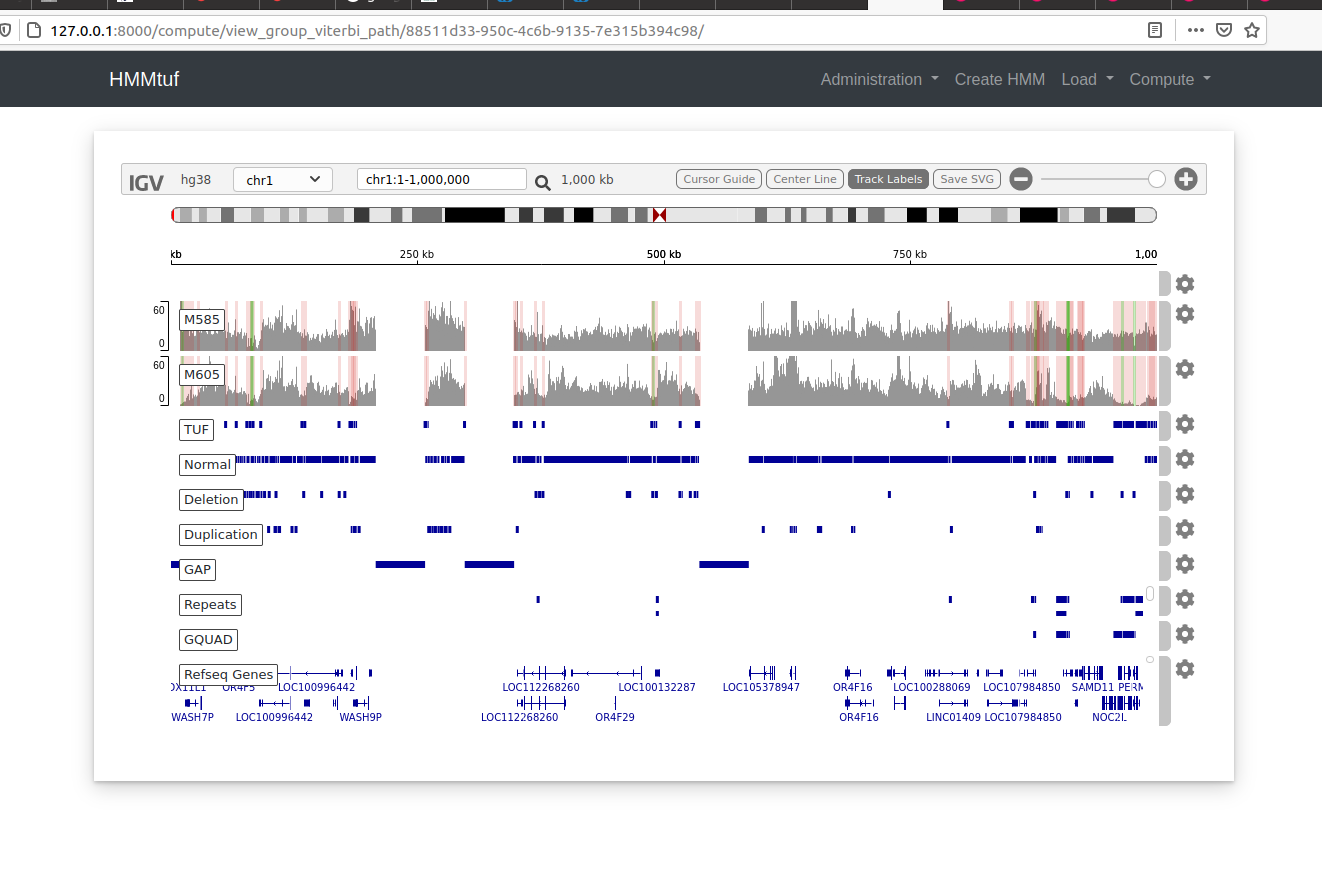 127.0.0.1:8000/compute/view_group_viterbi_path/88511d33-950c-4c6b-9135-7e315b394c98/
HMMtuf Administration Create HMM Load Compute
IGV hg38 chr1 chr1:1-1,000,000 1,000 kb Cursor Guide Center Line Track Labels Save SVG
kb 250 kb 500 kb 750 kb 1,00
60
M585
0
60
M605
0
TUF
Normal
Deletion
Duplication
GAP
Repeats
GQUAD
Refseq Genes
OR4F5 LOC100996442 LOC112268260 LOC100132287 LOC105378947 OR4F16 LOC100288069 LOC107984850 SAMD11 PERM
WASH7P LOC100996442 WASH9P LOC112268260 OR4F29 OR4F16 LINC01409 LOC107984850 NOC2L